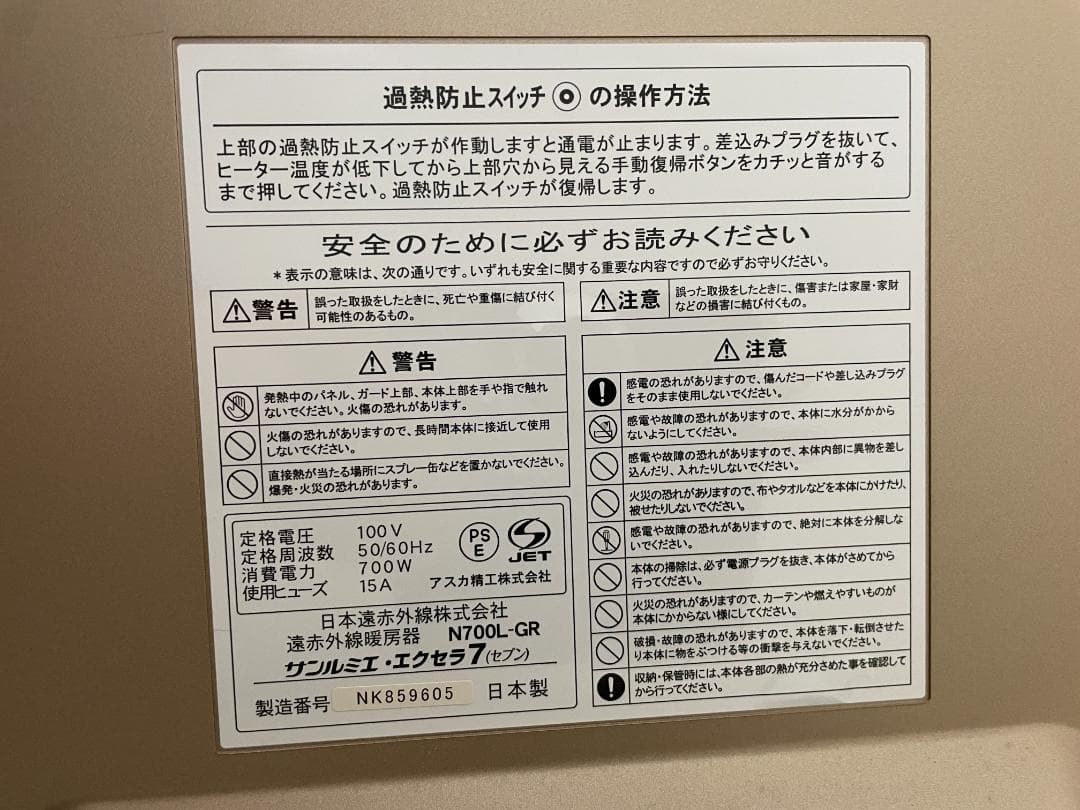 過熱防止スイッチ◉の操作方法
上部の過熱防止スイッチが作動しますと通電が止まります。差込みプラグを抜いて、
ヒーター温度が低下してから上部穴から見える手動復帰ボタンをカチッと音がする
まで押してください。過熱防止スイッチが復帰します。
安全のために必ずお読みください
*表示の意味は、次の通りです。いずれも安全に関する重要な内容ですので必ずお守りください。
警告
誤った取扱をしたときに、死亡や重傷に結び付く
可能性のあるもの。
注意
誤った取扱をしたときに、傷害または家屋・家財
などの損害に結び付くもの。
警告
発熱中のパネル、ガード上部、本体上部を手や指で触れ
ないでください。火傷の恐れがあります。
火傷の恐れがありますので、長時間本体に接近して使用
しないでください。
直接熱が当たる場所にスプレー缶などを置かないでください。
爆発・火災の恐れがあります。
注意
感電の恐れがありますので、傷んだコードや差し込みプラグ
をそのまま使用しないでください。
感電や故障の恐れがありますので、本体に水分がかから
ないようにしてください。
感電や故障の恐れがありますので、本体内部に異物を差し
込んだり、入れたりしないでください。
火災の恐れがありますので、布やタオルなどを本体にかけたり、
被せたりしないでください。
感電や故障の恐れがありますので、絶対に本体を分解しな
いでください。
本体の掃除は、必ず電源プラグを抜き、本体がさめてから
行ってください。
火災の恐れがありますので、カーテンや燃えやすいものが
本体にかからない様にしてください。
破損・故障の恐れがありますので、本体を落下・転倒させた
り本体に物をぶつける等の衝撃を与えないでください。
収納・保管時には、本体各部の熱が充分さめた事を確認して
から行ってください。
定格電圧 100V
定格周波数 50/60Hz
消費電力 700W
使用ヒューズ 15A
PS
E
JET
アスカ精工株式会社
日本遠赤外線株式会社
遠赤外線暖房器 N700L-GR
サンルミエ・エクセラ7(セブン)
製造番号 NK859605 日本製